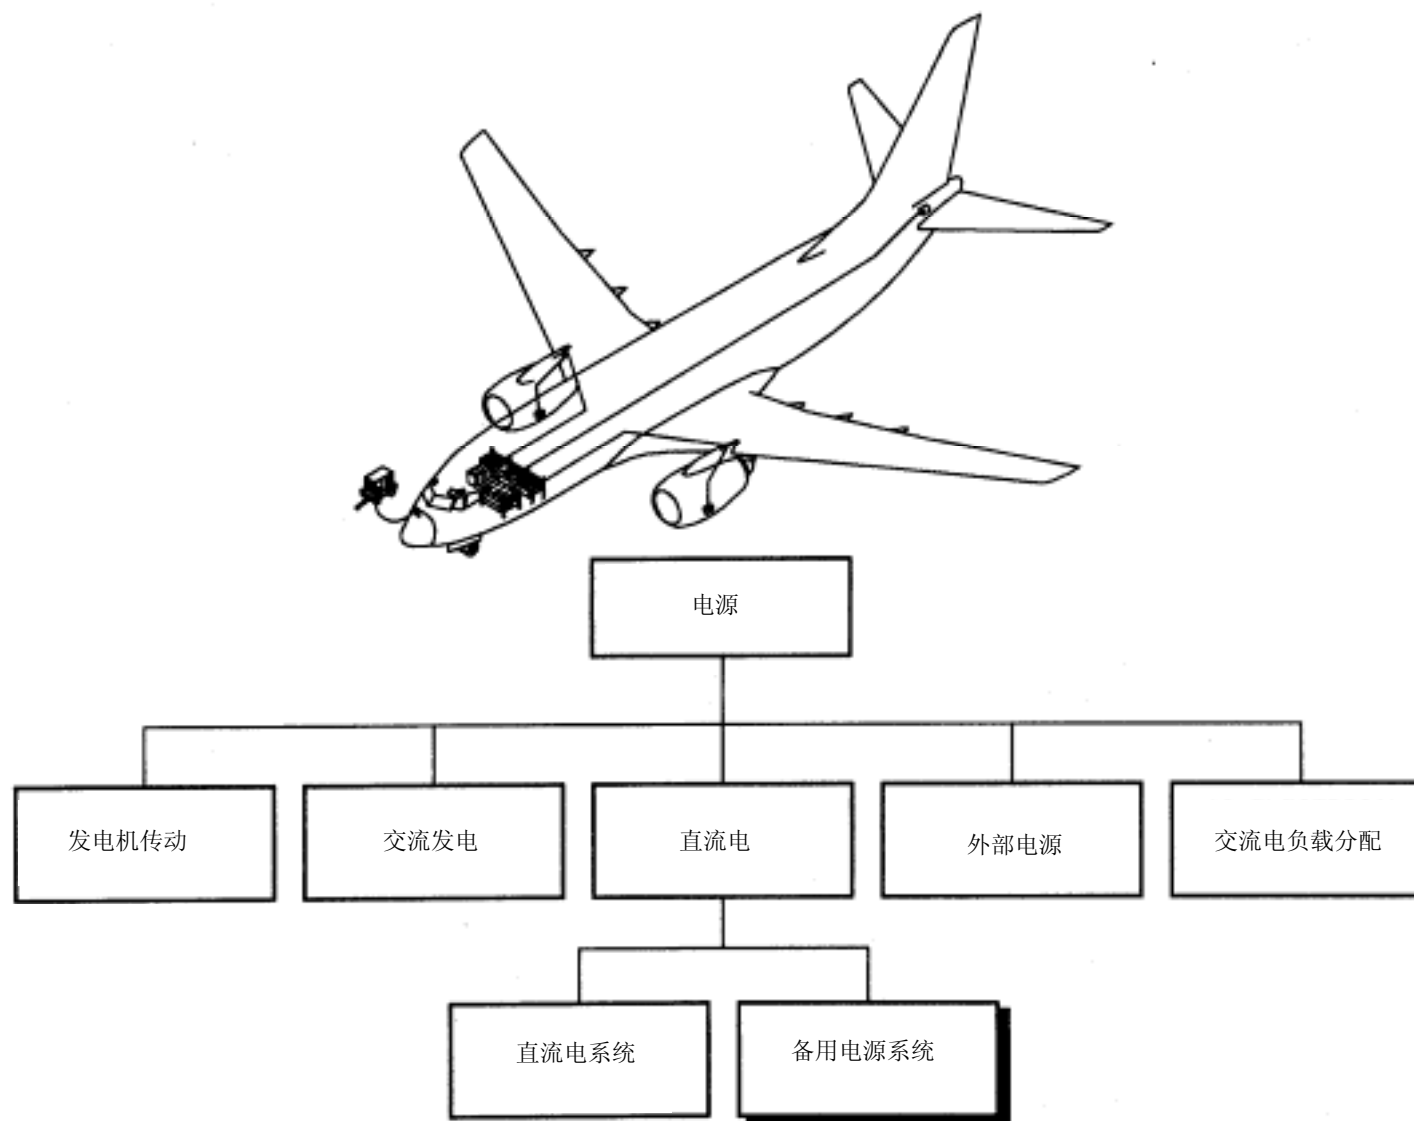 电源
发电机传动
交流发电
直流电
外部电源
交流电负载分配
直流电系统
备用电源系统